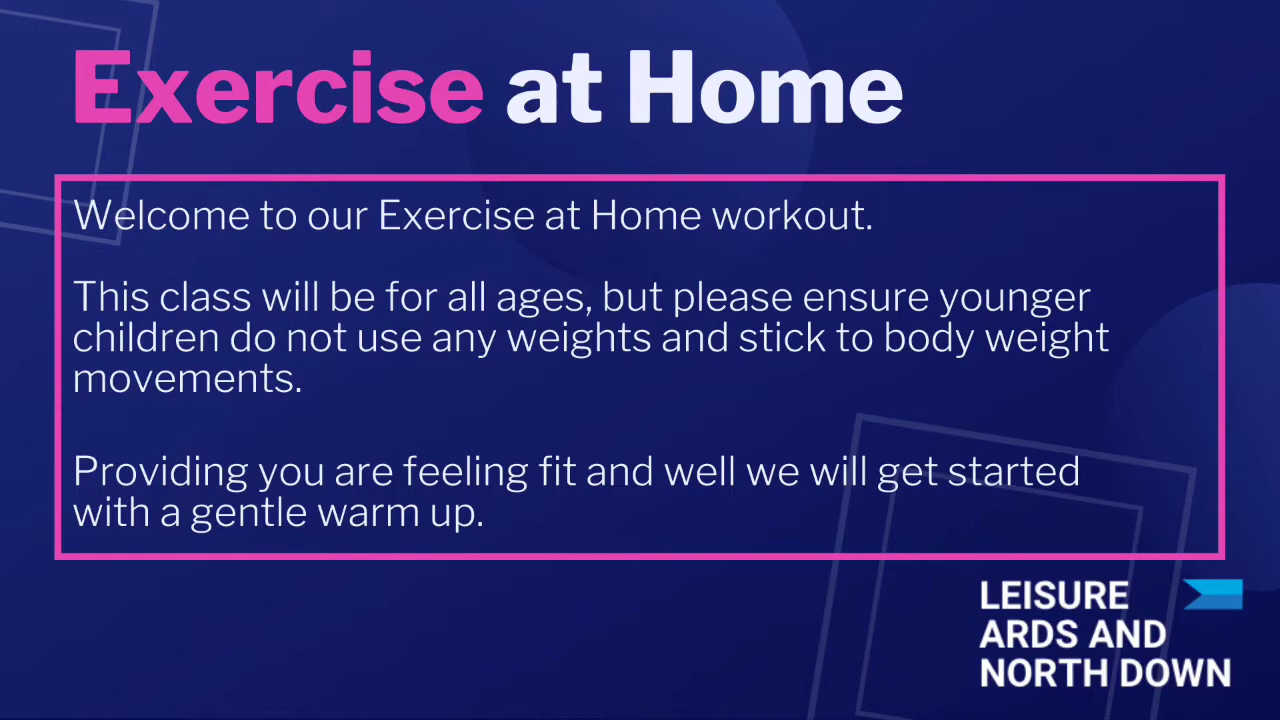 Exercise at Home
Welcome to our Exercise at Home workout.
This class will be for all ages, but please ensure younger
children do not use any weights and stick to body weight
movements.
Providing you are feeling fit and well we will get started
with a gentle warm up.
LEISURE
ARDS AND
NORTH DOWN